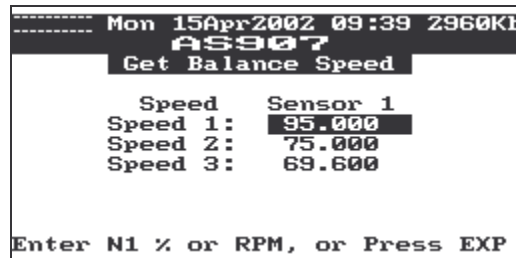 Mon 15Apr2002 09:39 2960Kb
AS907
Get Balance Speed
Speed Sensor 1
Speed 1: 95.000
Speed 2: 75.000
Speed 3: 69.600
Enter N1 % or RPM, or Press EXP